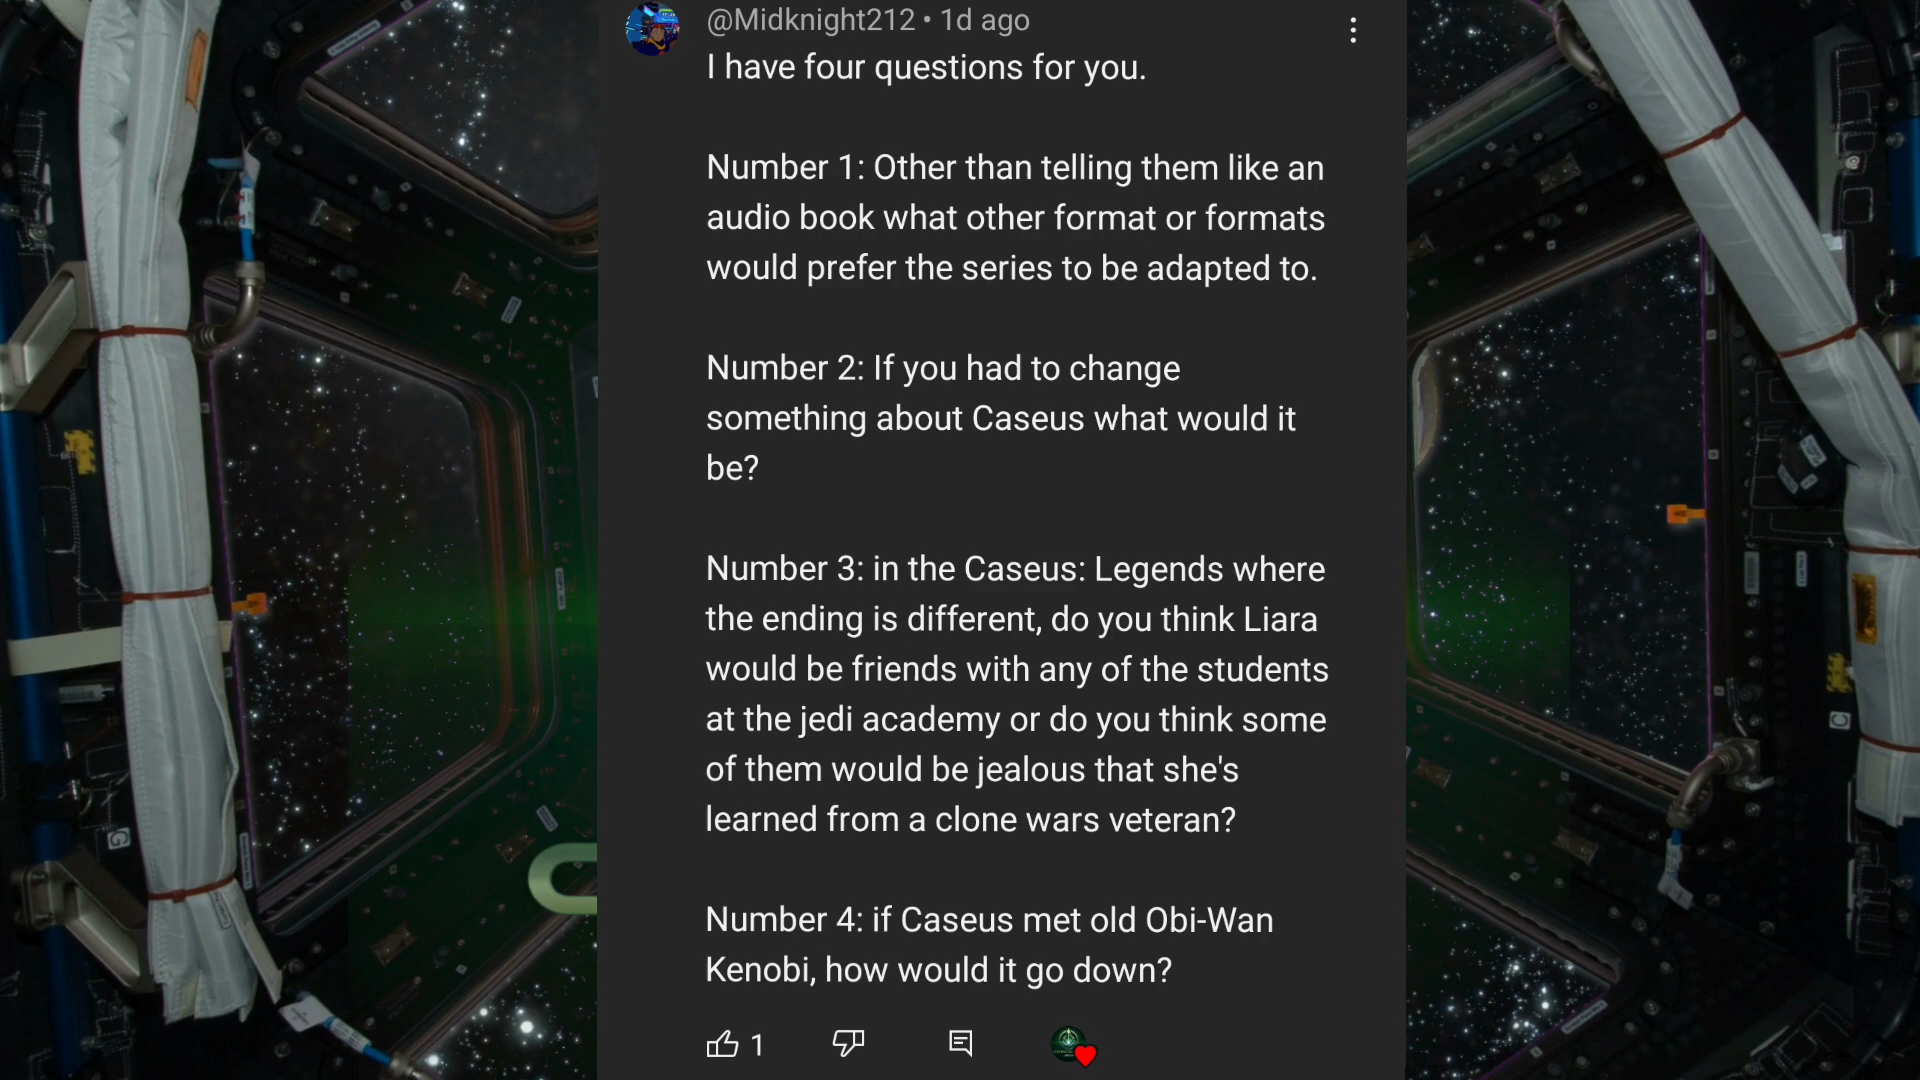 @Midknight212 • 1d ago
I have four questions for you.
Number 1: Other than telling them like an
audio book what other format or formats
would prefer the series to be adapted to.
Number 2: If you had to change
something about Caseus what would it
be?
Number 3: in the Caseus: Legends where
the ending is different, do you think Liara
would be friends with any of the students
at the jedi academy or do you think some
of them would be jealous that she's
learned from a clone wars veteran?
Number 4: if Caseus met old Obi-Wan
Kenobi, how would it go down?
1
G
C